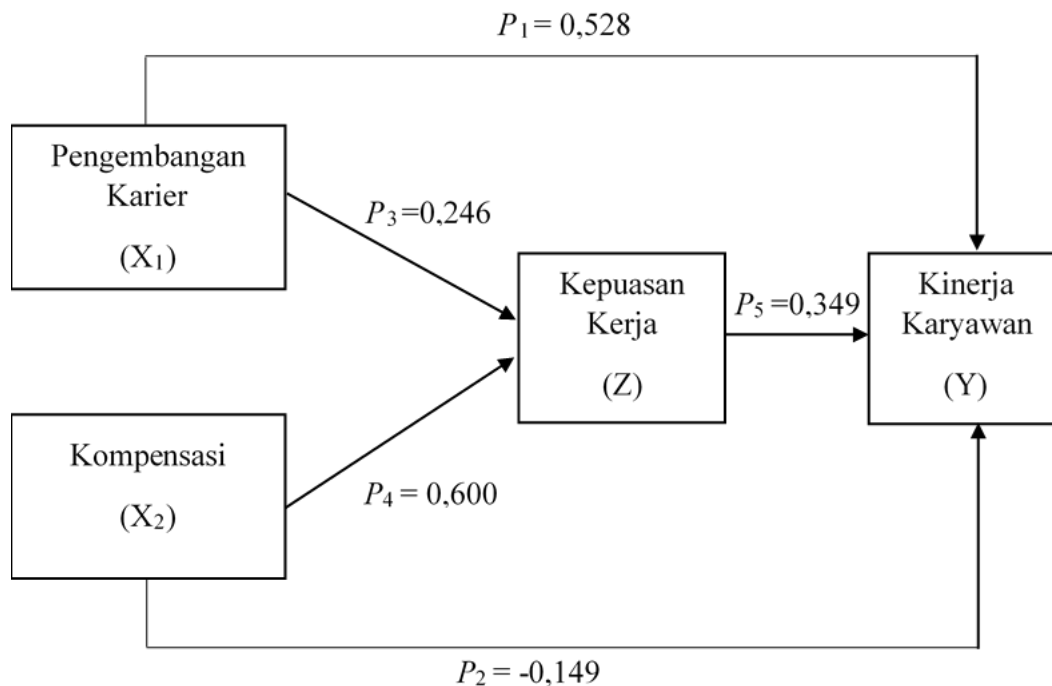 P₁= 0,528
Pengembangan
Karier
(X₁)
P₃=0,246
Kepuasan
Kerja
(Z)
P₅=0,349
Kinerja
Karyawan
(Y)
Kompensasi
(X₂)
P₄ = 0,600
P₂ = -0,149